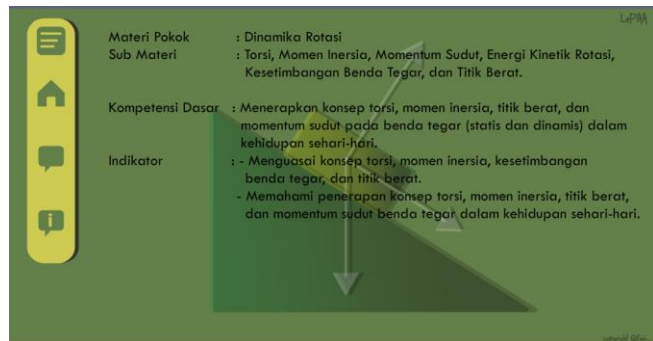 LePAA
Materi Pokok : Dinamika Rotasi
Sub Materi : Torsi, Momen Inersia, Momentum Sudut, Energi Kinetik Rotasi,
Kesetimbangan Benda Tegar, dan Titik Berat.
Kompetensi Dasar : Menerapkan konsep torsi, momen inersia, titik berat, dan
momentum sudut pada benda tegar (statis dan dinamis) dalam
kehidupan sehari-hari.
Indikator : - Menguasai konsep torsi, momen inersia, kesetimbangan
benda tegar, dan titik berat.
- Memahami penerapan konsep torsi, momen inersia, titik berat,
dan momentum sudut benda tegar dalam kehidupan sehari-hari.